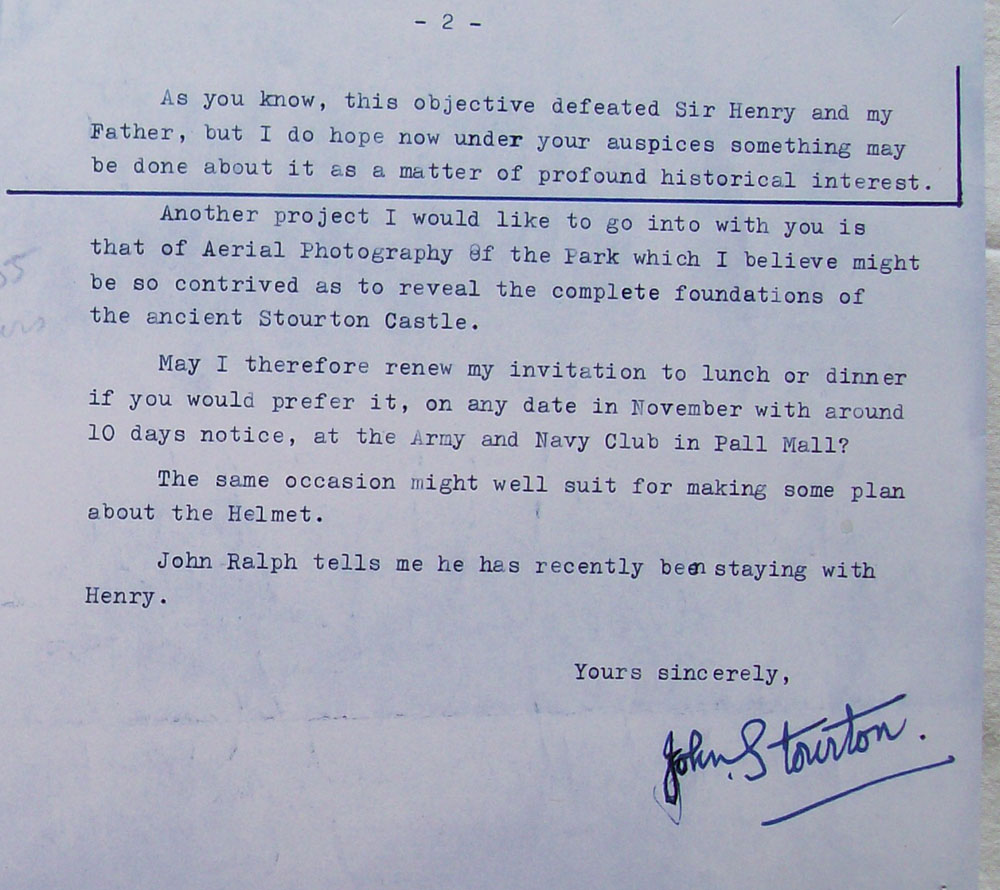 - 2 -
As you know, this objective defeated Sir Henry and my
Father, but I do hope now under your auspices something may
be done about it as a matter of profound historical interest.
Another project I would like to go into with you is
that of Aerial Photography of the Park which I believe might
be so contrived as to reveal the complete foundations of
the ancient Stourton Castle.
May I therefore renew my invitation to lunch or dinner
if you would prefer it, on any date in November with around
10 days notice, at the Army and Navy Club in Pall Mall?
The same occasion might well suit for making some plan
about the Helmet.
John Ralph tells me he has recently been staying with
Henry.
Yours sincerely,
John Stourton.